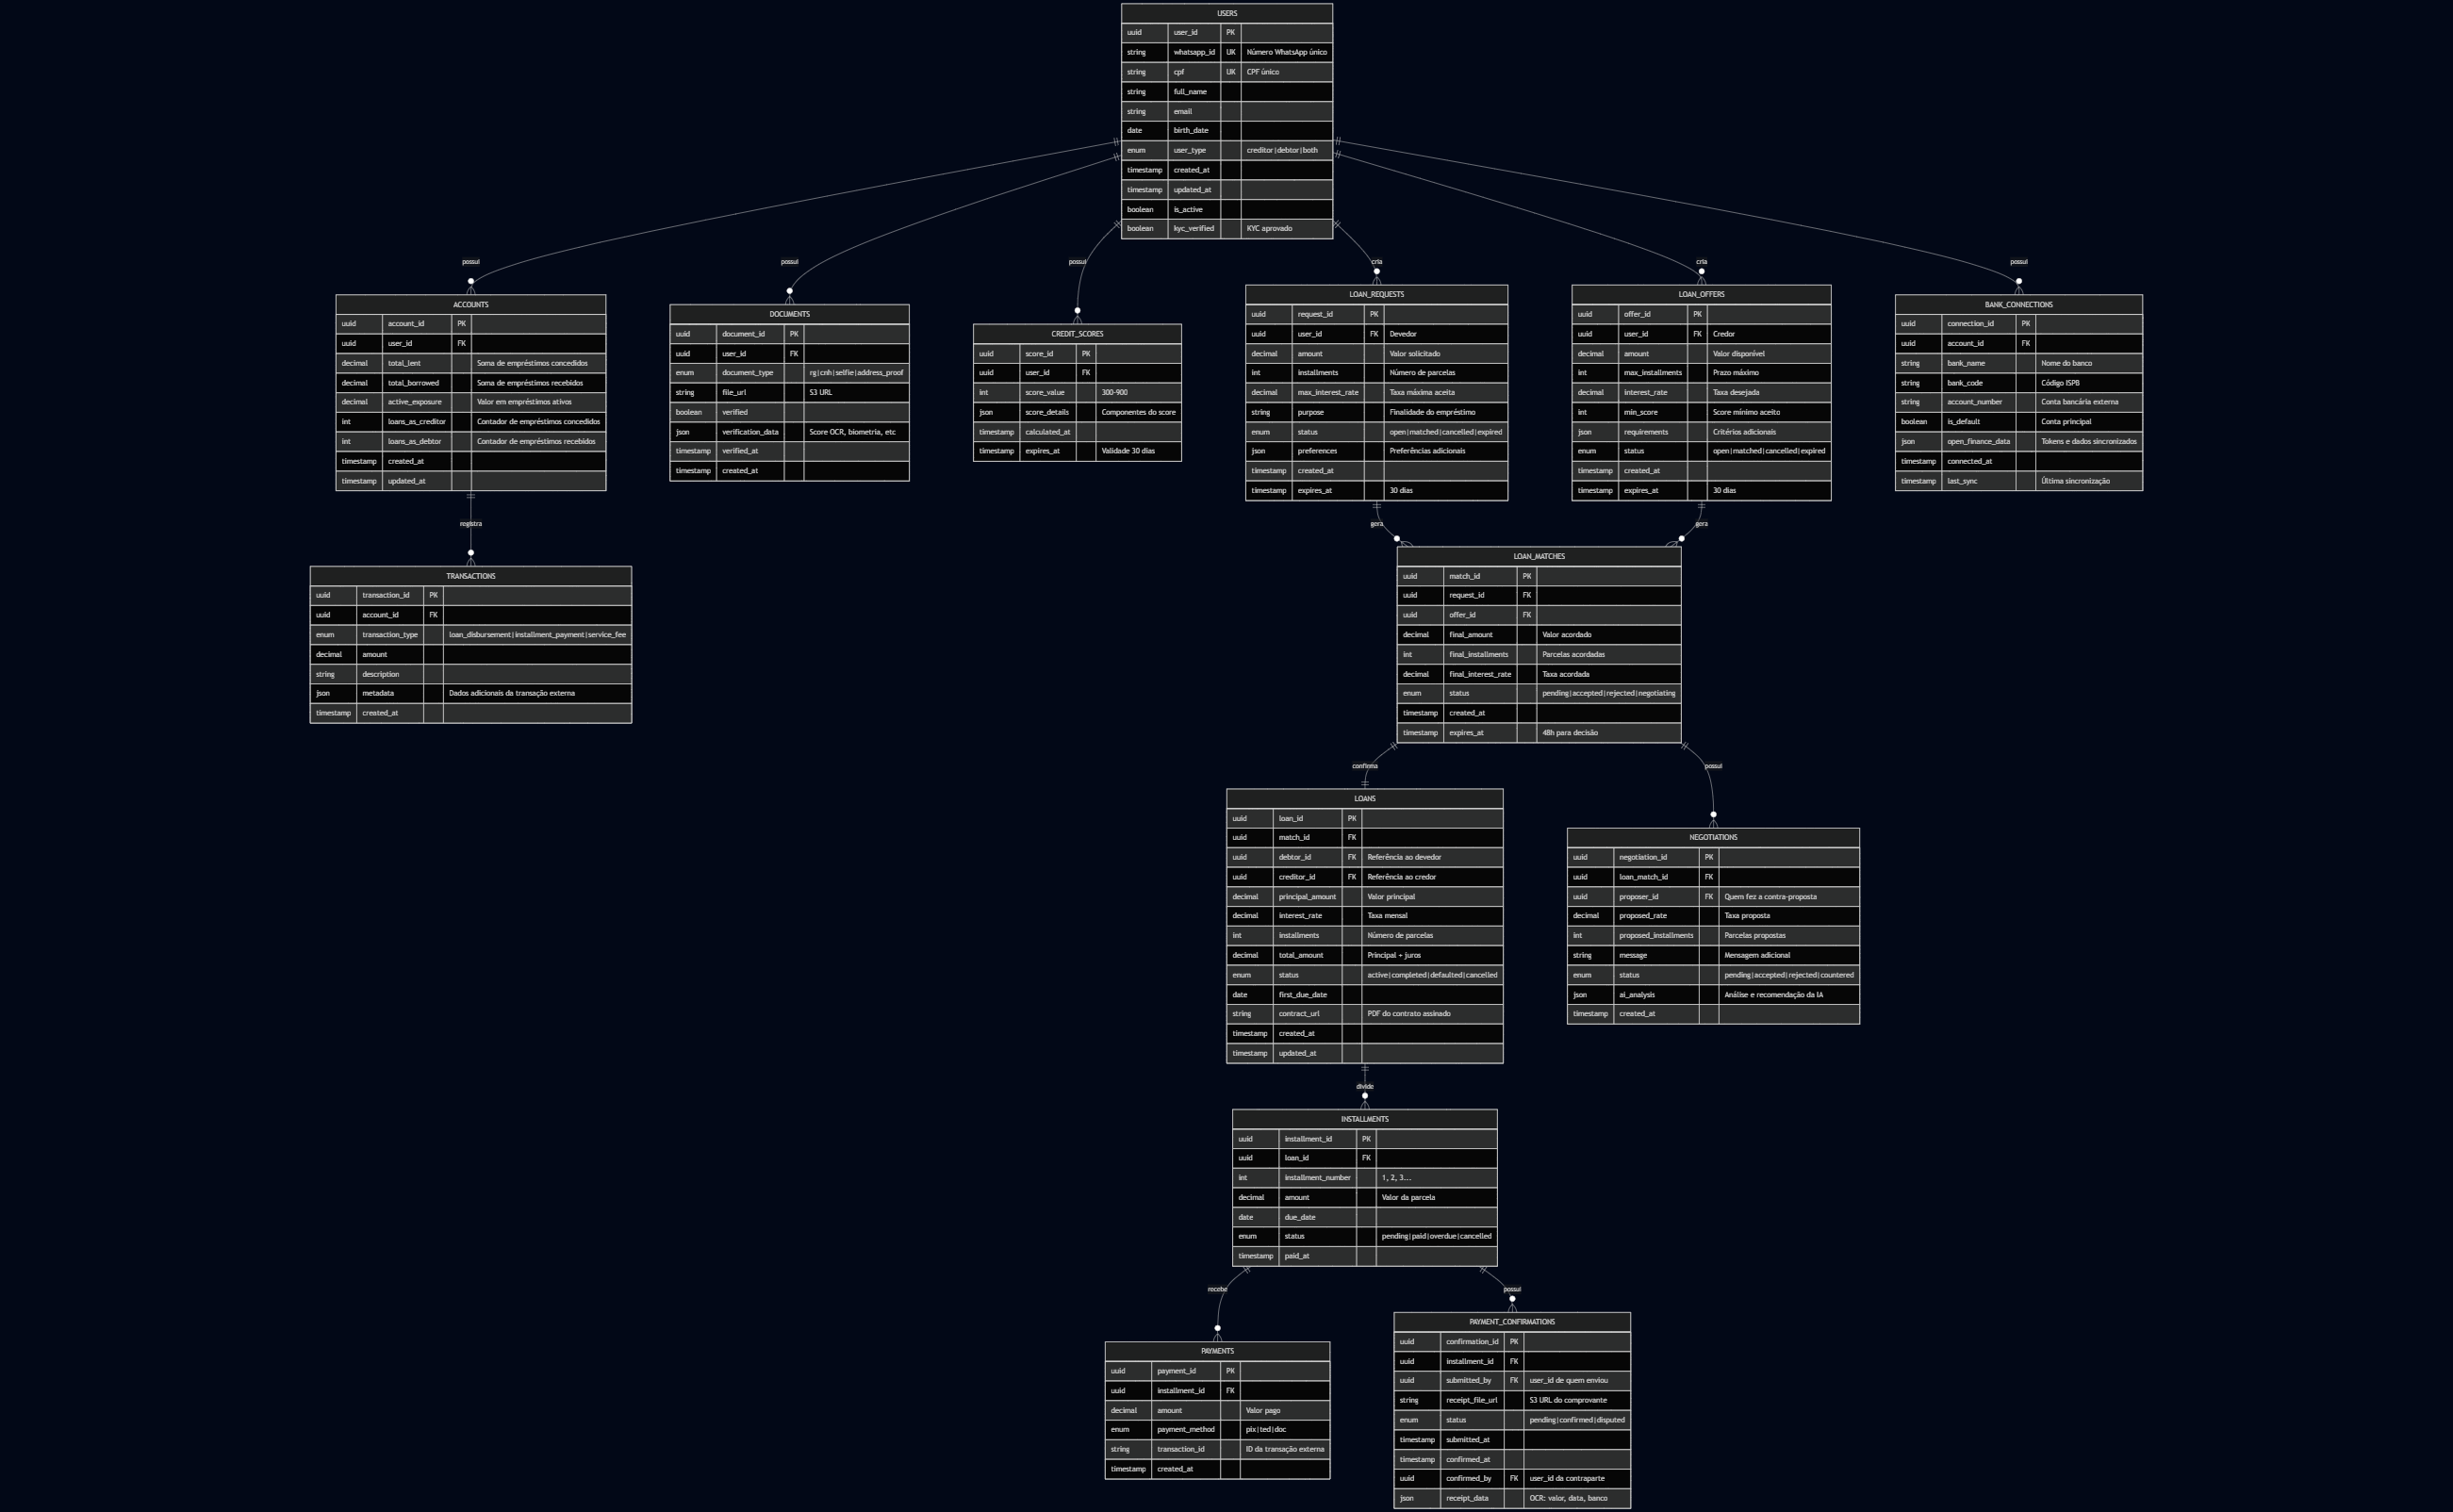 USERS
uuid user_id PK
string whatsapp_id UK Número WhatsApp único
string cpf UK CPF único
string full_name
string email
date birth_date
enum user_type creditor|debtor|both
timestamp created_at
timestamp updated_at
boolean is_active
boolean kyc_verified KYC aprovado
possui
possui
possui
cria
cria
possui
ACCOUNTS
uuid account_id PK
uuid user_id FK
decimal total_lent Soma de empréstimos concedidos
decimal total_borrowed Soma de empréstimos recebidos
decimal active_exposure Valor em empréstimos ativos
int loans_as_creditor Contador de empréstimos concedidos
int loans_as_debtor Contador de empréstimos recebidos
timestamp created_at
timestamp updated_at
DOCUMENTS
uuid document_id PK
uuid user_id FK
enum document_type rg|cnh|selfie|address_proof
string file_url S3 URL
boolean verified
json verification_data Score OCR, biometria, etc
timestamp verified_at
timestamp created_at
CREDIT_SCORES
uuid score_id PK
uuid user_id FK
int score_value 300-900
json score_details Componentes do score
timestamp calculated_at
timestamp expires_at Validade 30 dias
LOAN_REQUESTS
uuid request_id PK
uuid user_id FK Devedor
decimal amount Valor solicitado
int installments Número de parcelas
decimal max_interest_rate Taxa máxima aceita
string purpose Finalidade do empréstimo
enum status open|matched|cancelled|expired
json preferences Preferências adicionais
timestamp created_at
timestamp expires_at 30 dias
LOAN_OFFERS
uuid offer_id PK
uuid user_id FK Credor
decimal amount Valor disponível
int max_installments Prazo máximo
decimal interest_rate Taxa desejada
int min_score Score mínimo aceito
json requirements Critérios adicionais
enum status open|matched|cancelled|expired
timestamp created_at
timestamp expires_at 30 dias
BANK_CONNECTIONS
uuid connection_id PK
uuid account_id FK
string bank_name Nome do banco
string bank_code Código ISPB
string account_number Conta bancária externa
boolean is_default Conta principal
json open_finance_data Tokens e dados sincronizados
timestamp connected_at
timestamp last_sync Última sincronização
registra
gera
gera
TRANSACTIONS
uuid transaction_id PK
uuid account_id FK
enum transaction_type loan_disbursement|installment_payment|service_fee
decimal amount
string description
json metadata Dados adicionais da transação externa
timestamp created_at
LOAN_MATCHES
uuid match_id PK
uuid request_id FK
uuid offer_id FK
decimal final_amount Valor acordado
int final_installments Parcelas acordadas
decimal final_interest_rate Taxa acordada
enum status pending|accepted|rejected|negotiating
timestamp created_at
timestamp expires_at 48h para decisão
confirma
possui
LOANS
uuid loan_id PK
uuid match_id FK
uuid debtor_id FK Referência ao devedor
uuid creditor_id FK Referência ao credor
decimal principal_amount Valor principal
decimal interest_rate Taxa mensal
int installments Número de parcelas
decimal total_amount Principal + juros
enum status active|completed|defaulted|cancelled
date first_due_date
string contract_url PDF do contrato assinado
timestamp created_at
timestamp updated_at
NEGOTIATIONS
uuid negotiation_id PK
uuid loan_match_id FK
uuid proposer_id FK Quem fez a contra-proposta
decimal proposed_rate Taxa proposta
int proposed_installments Parcelas propostas
string message Mensagem adicional
enum status pending|accepted|rejected|countered
json ai_analysis Análise e recomendação da IA
timestamp created_at
divide
INSTALLMENTS
uuid installment_id PK
uuid loan_id FK
int installment_number 1, 2, 3...
decimal amount Valor da parcela
date due_date
enum status pending|paid|overdue|cancelled
timestamp paid_at
recebe
possui
PAYMENTS
uuid payment_id PK
uuid installment_id FK
decimal amount Valor pago
enum payment_method pix|ted|doc
string transaction_id ID da transação externa
timestamp created_at
PAYMENT_CONFIRMATIONS
uuid confirmation_id PK
uuid installment_id FK
uuid submitted_by FK user_id de quem enviou
string receipt_file_url S3 URL do comprovante
enum status pending|confirmed|disputed
timestamp submitted_at
timestamp confirmed_at
uuid confirmed_by FK user_id da contraparte
json receipt_data OCR: valor, data, banco